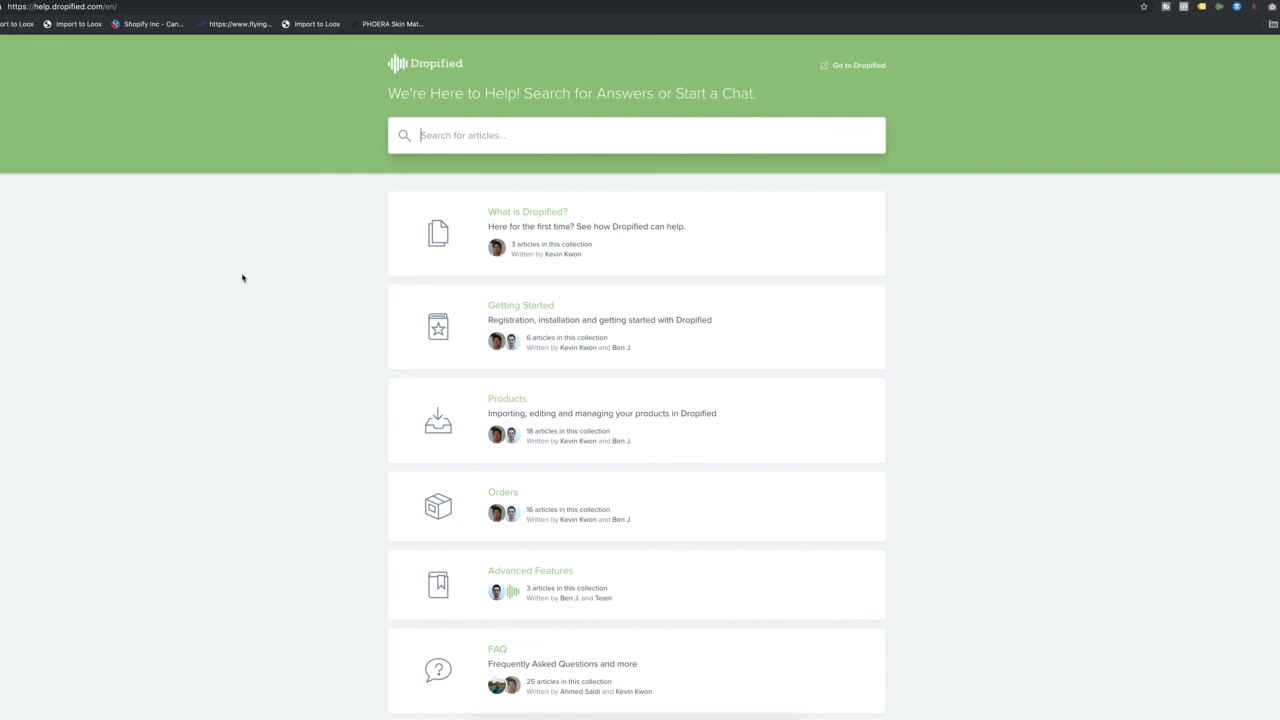 https://help.dropified.com/en/
ort to Loox
Import to Loox
Shopify Inc - Can...
https://www.flying...
Import to Loox
PHOERA Skin Mat...
Dropified
Go to Dropified
We're Here to Help! Search for Answers or Start a Chat.
Search for articles...
What is Dropified?
Here for the first time? See how Dropified can help.
3 articles in this collection
Written by Kevin Kwon
Getting Started
Registration, installation and getting started with Dropified
6 articles in this collection
Written by Kevin Kwon and Ben J.
Products
Importing, editing and managing your products in Dropified
18 articles in this collection
Written by Kevin Kwon and Ben J.
Orders
16 articles in this collection
Written by Kevin Kwon and Ben J.
Advanced Features
3 articles in this collection
Written by Ben J. and Team
FAQ
Frequently Asked Questions and more
25 articles in this collection
Written by Ahmed Saidi and Kevin Kwon